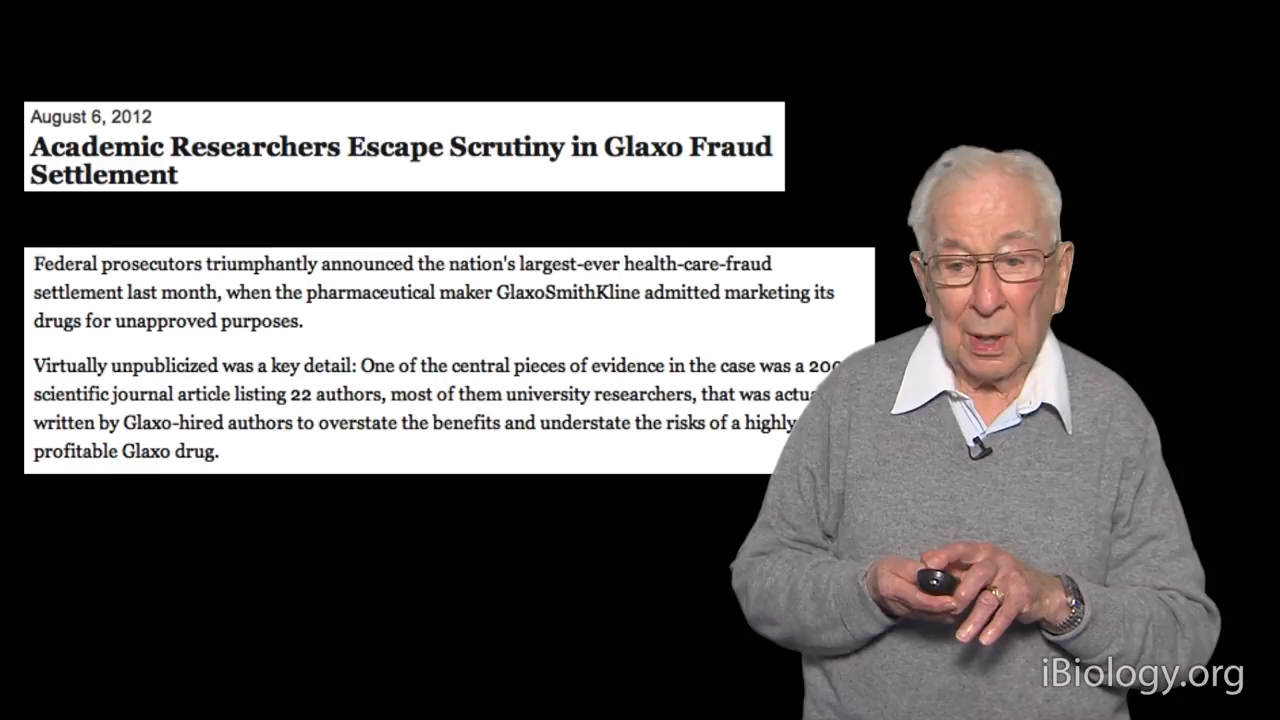 August 6, 2012
Academic Researchers Escape Scrutiny in Glaxo Fraud
Settlement
Federal prosecutors triumphantly announced the nation's largest-ever health-care-fraud
settlement last month, when the pharmaceutical maker GlaxoSmithKline admitted marketing its
drugs for unapproved purposes.
Virtually unpublicized was a key detail: One of the central pieces of evidence in the case was a
scientific journal article listing 22 authors, most of them university researchers, that was
written by Glaxo-hired authors to overstate the benefits and understate the risks of a highly
profitable Glaxo drug.
iBiology.org